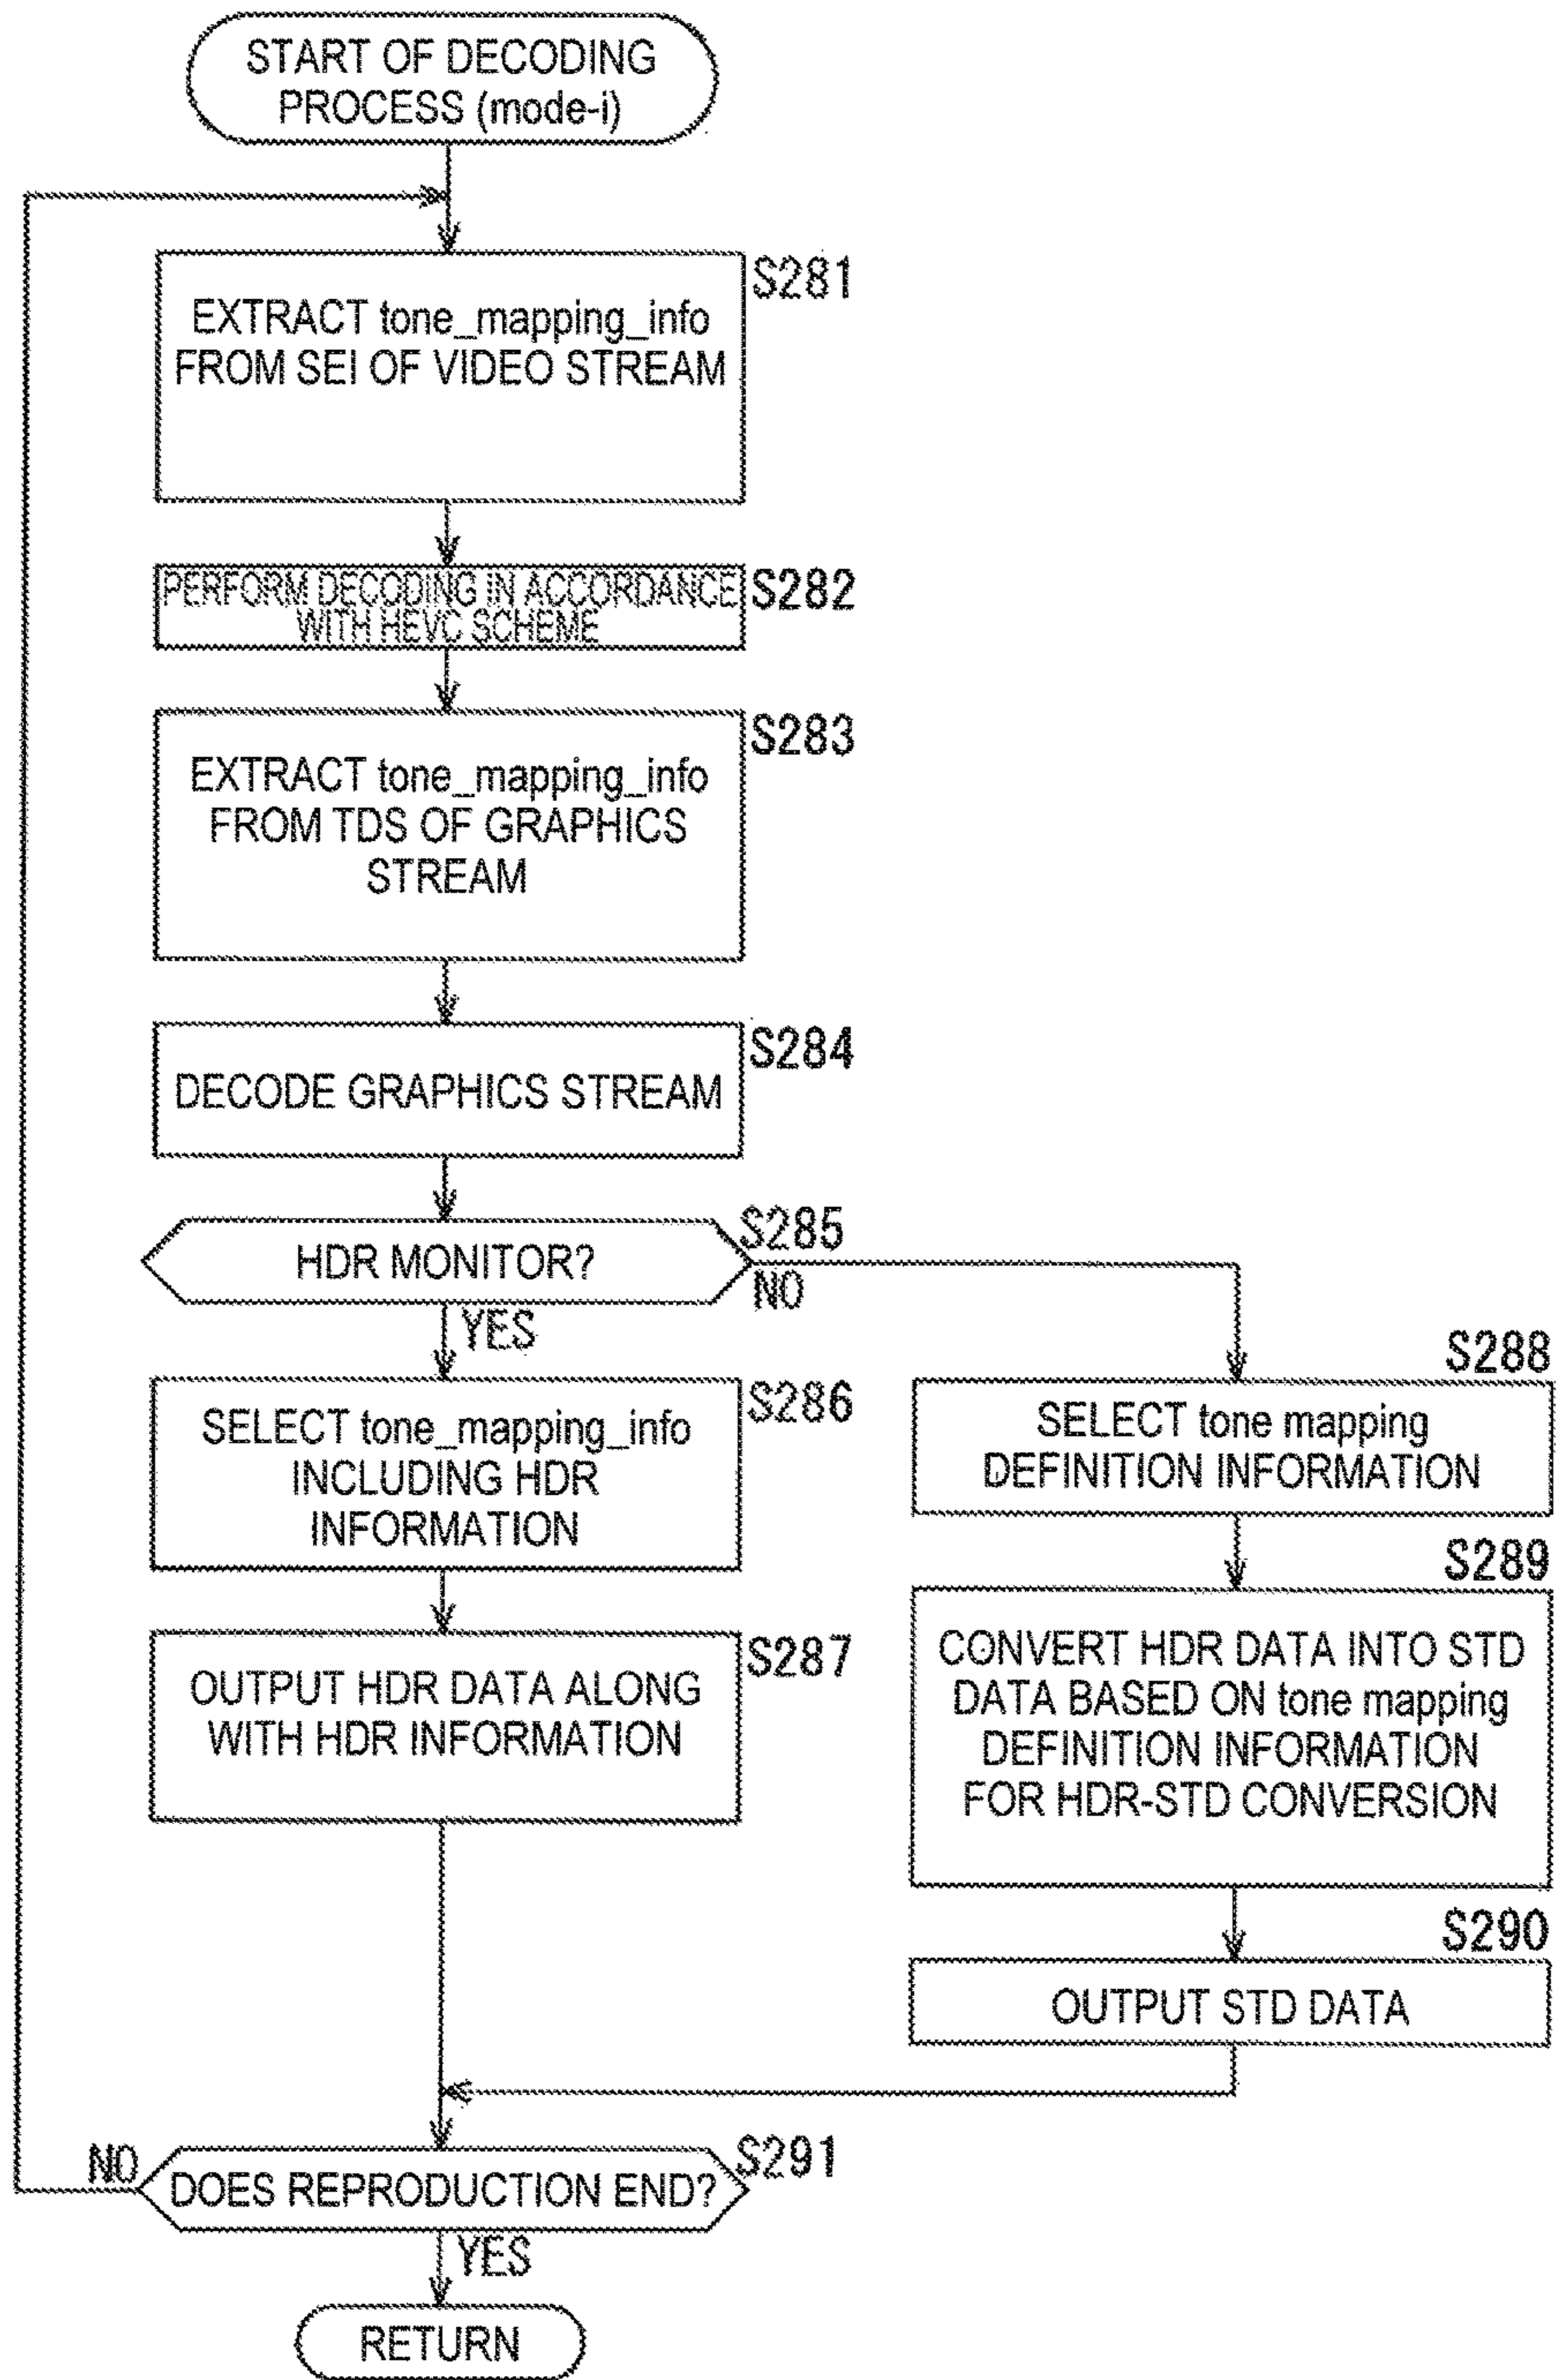 START OF DECODING
PROCESS (mode-i)
S281
EXTRACT tone_mapping_info
FROM SEI OF VIDEO STREAM
S282
PERFORM DECODING IN ACCORDANCE
WITH HEVC SCHEME
S283
EXTRACT tone_mapping_info
FROM TDS OF GRAPHICS
STREAM
S284
DECODE GRAPHICS STREAM
S285
HDR MONITOR?
NO
YES
S286
SELECT tone_mapping_info
INCLUDING HDR
INFORMATION
S287
OUTPUT HDR DATA ALONG
WITH HDR INFORMATION
S288
SELECT tone mapping
DEFINITION INFORMATION
S289
CONVERT HDR DATA INTO STD
DATA BASED ON tone mapping
DEFINITION INFORMATION
FOR HDR-STD CONVERSION
S290
OUTPUT STD DATA
S291
NO
DOES REPRODUCTION END?
YES
RETURN